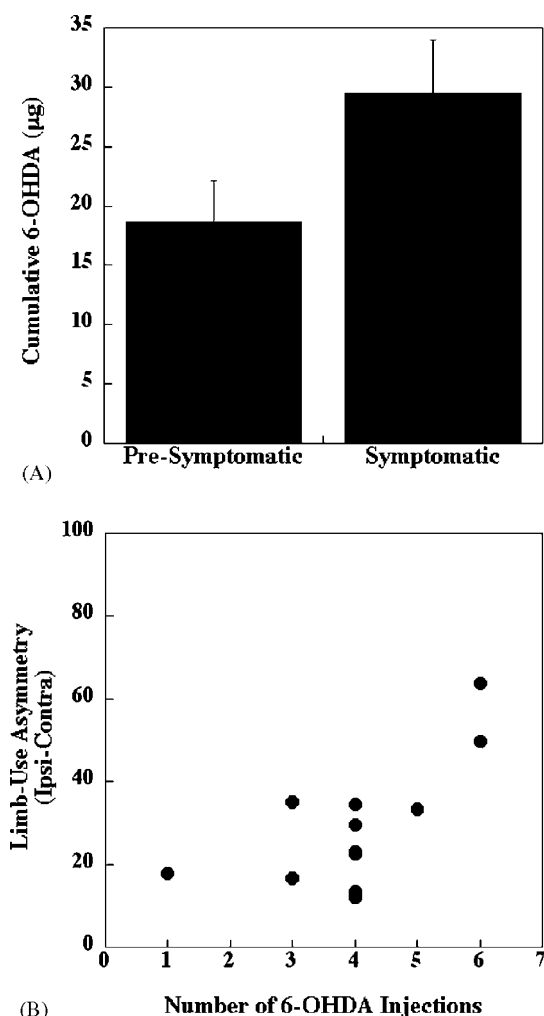 35
30
25
20
15
10
5
0
Cumulative 6-OHDA (µg)
Pre-Symptomatic
Symptomatic
(A)
100
80
60
40
20
0
Limb-Use Asymmetry
(Ipsi-Contra)
0 1 2 3 4 5 6 7
Number of 6-OHDA Injections
(B)